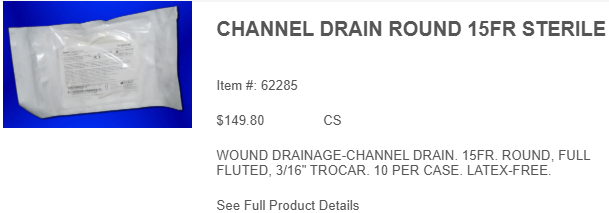 CHANNEL DRAIN ROUND 15FR STERILE
Item #: 62285
$149.80 CS
WOUND DRAINAGE-CHANNEL DRAIN. 15FR. ROUND, FULL
FLUTED, 3/16" TROCAR. 10 PER CASE. LATEX-FREE.
See Full Product Details